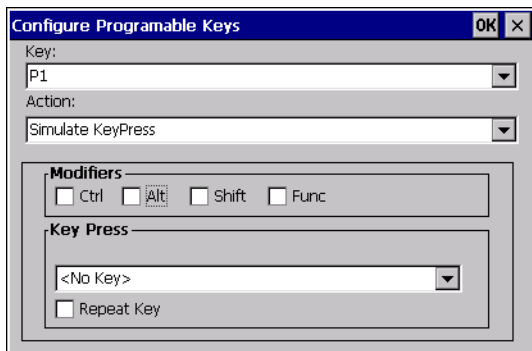 Configure Programable Keys OK ×
Key:
P1
Action:
Simulate KeyPress
Modifiers
Ctrl Alt Shift Func
Key Press
<No Key>
Repeat Key